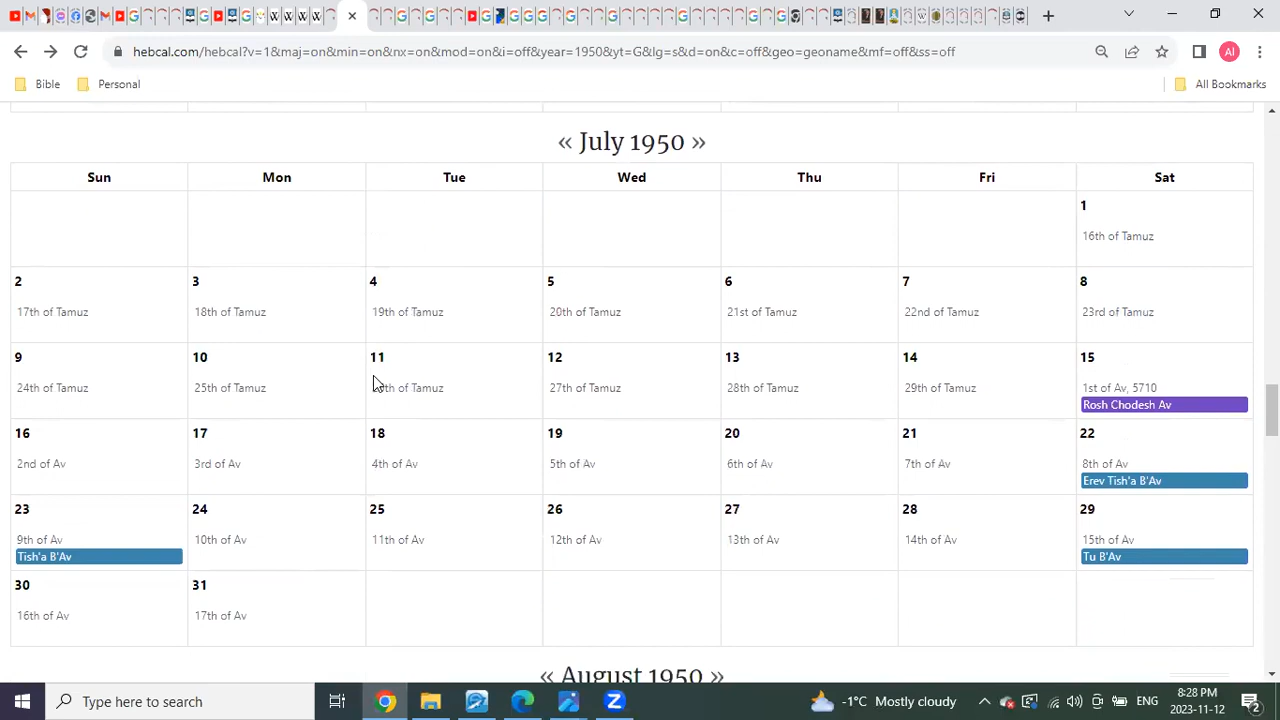 hebcal.com/hebcal?v=1&maj=on&min=on&nx=on&mod=on&i=off&year=1950&yt=G&lg=s&d=on&c=off&geo=geoname&mf=off&ss=off
AI
Bible
Personal
All Bookmarks
« July 1950 »
Sun Mon Tue Wed Thu Fri Sat
1
16th of Tamuz
2 3 4 5 6 7 8
17th of Tamuz 18th of Tamuz 19th of Tamuz 20th of Tamuz 21st of Tamuz 22nd of Tamuz 23rd of Tamuz
9 10 11 12 13 14 15
24th of Tamuz 25th of Tamuz th of Tamuz 27th of Tamuz 28th of Tamuz 29th of Tamuz 1st of Av, 5710
Rosh Chodesh Av
16 17 18 19 20 21 22
2nd of Av 3rd of Av 4th of Av 5th of Av 6th of Av 7th of Av 8th of Av
Erev Tish'a B'Av
23 24 25 26 27 28 29
9th of Av 10th of Av 11th of Av 12th of Av 13th of Av 14th of Av 15th of Av
Tish'a B'Av Tu B'Av
30 31
16th of Av 17th of Av
« August 1950 »
Type here to search
-1°C Mostly cloudy
ENG
8:28 PM
2023-11-12
2